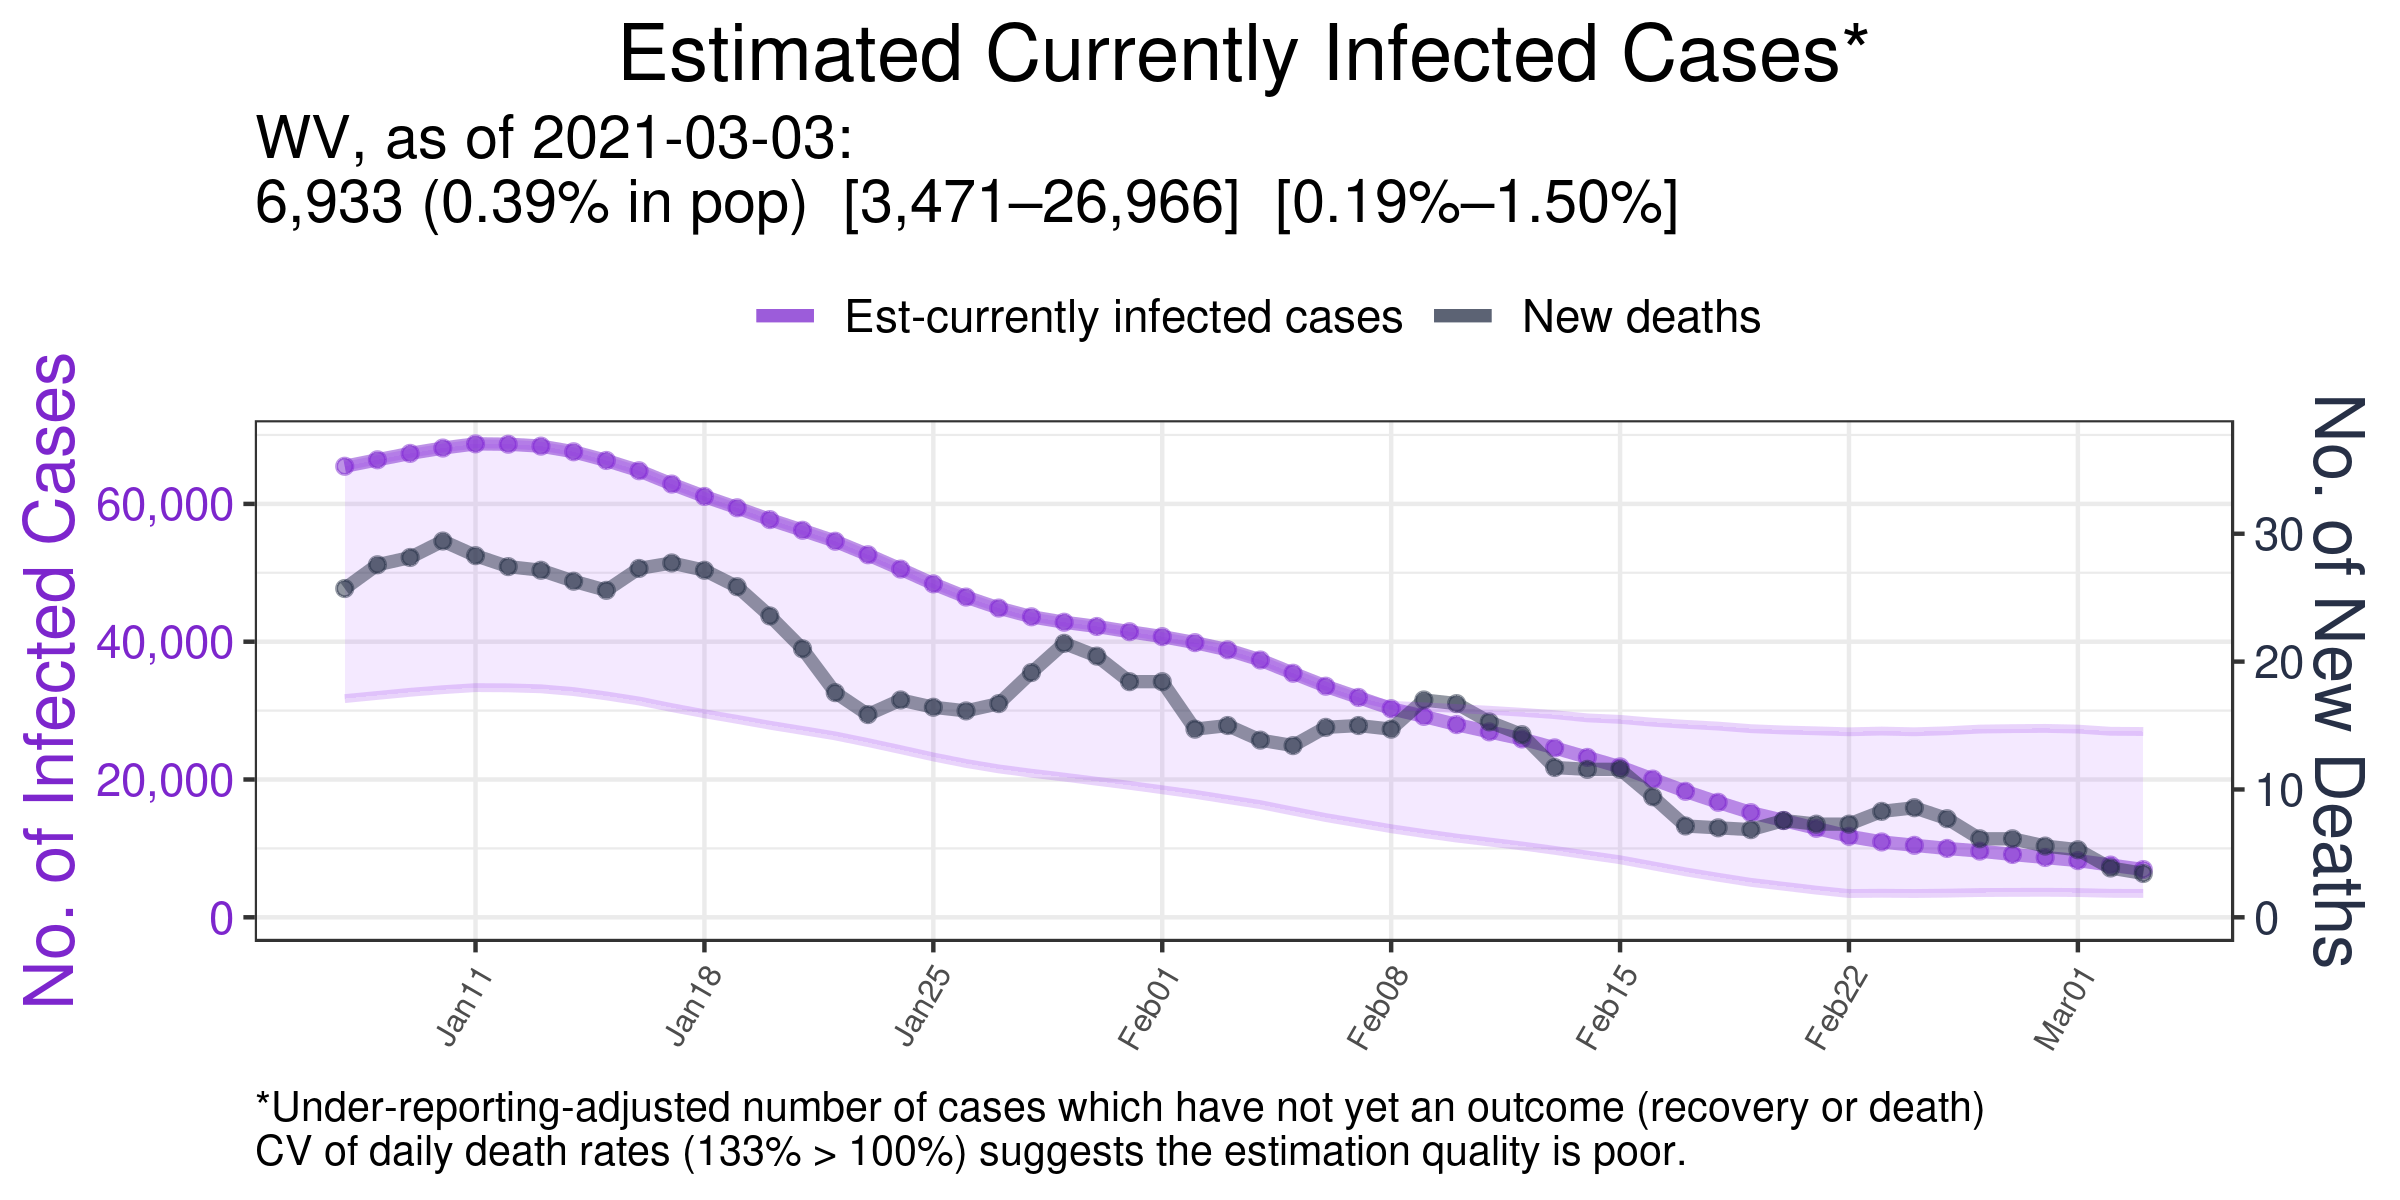 Estimated Currently Infected Cases*
WV, as of 2021-03-03:
6,933 (0.39% in pop)  [3,471–26,966]  [0.19%–1.50%]
Est-currently infected cases
New deaths
No. of Infected Cases
60,000
40,000
20,000
0
30
20
10
0
No. of New Deaths
Jan11
Jan18
Jan25
Feb01
Feb08
Feb15
Feb22
Mar01
*Under-reporting-adjusted number of cases which have not yet an outcome (recovery or death)
CV of daily death rates (133% > 100%) suggests the estimation quality is poor.